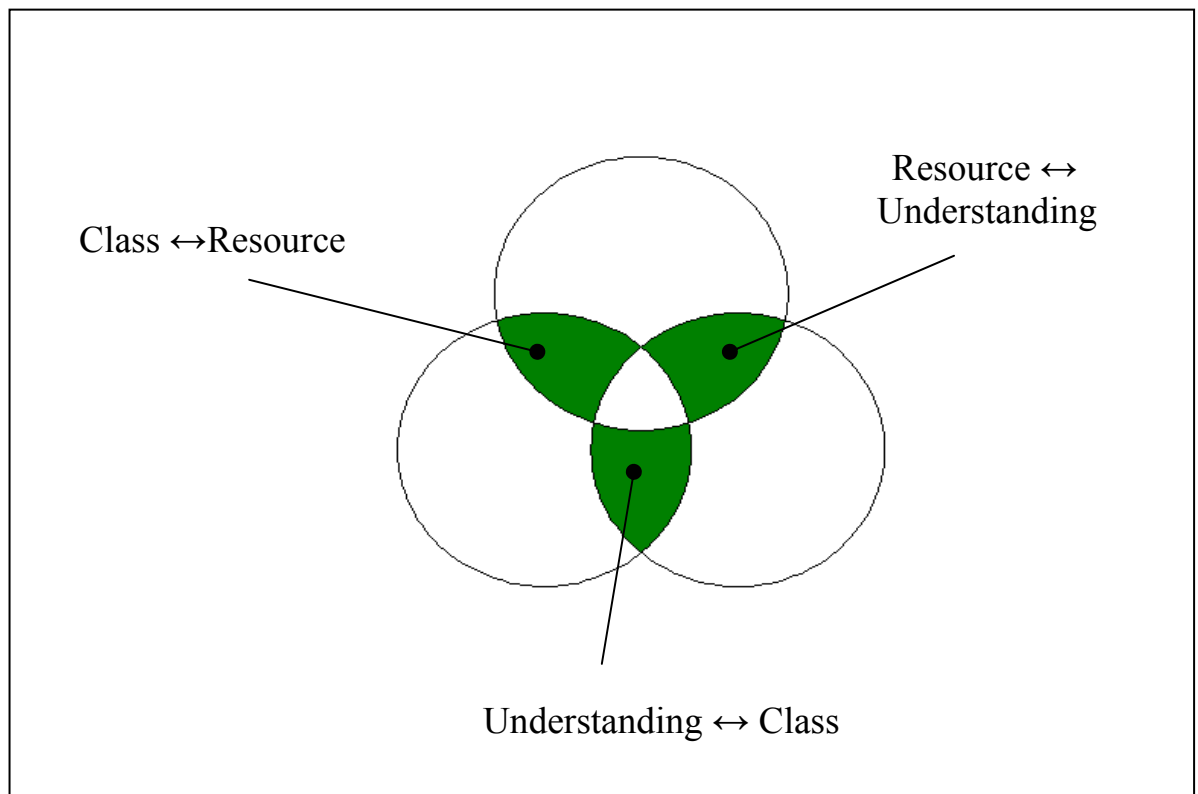 Resource ↔
Understanding
Class ↔Resource
Understanding ↔ Class